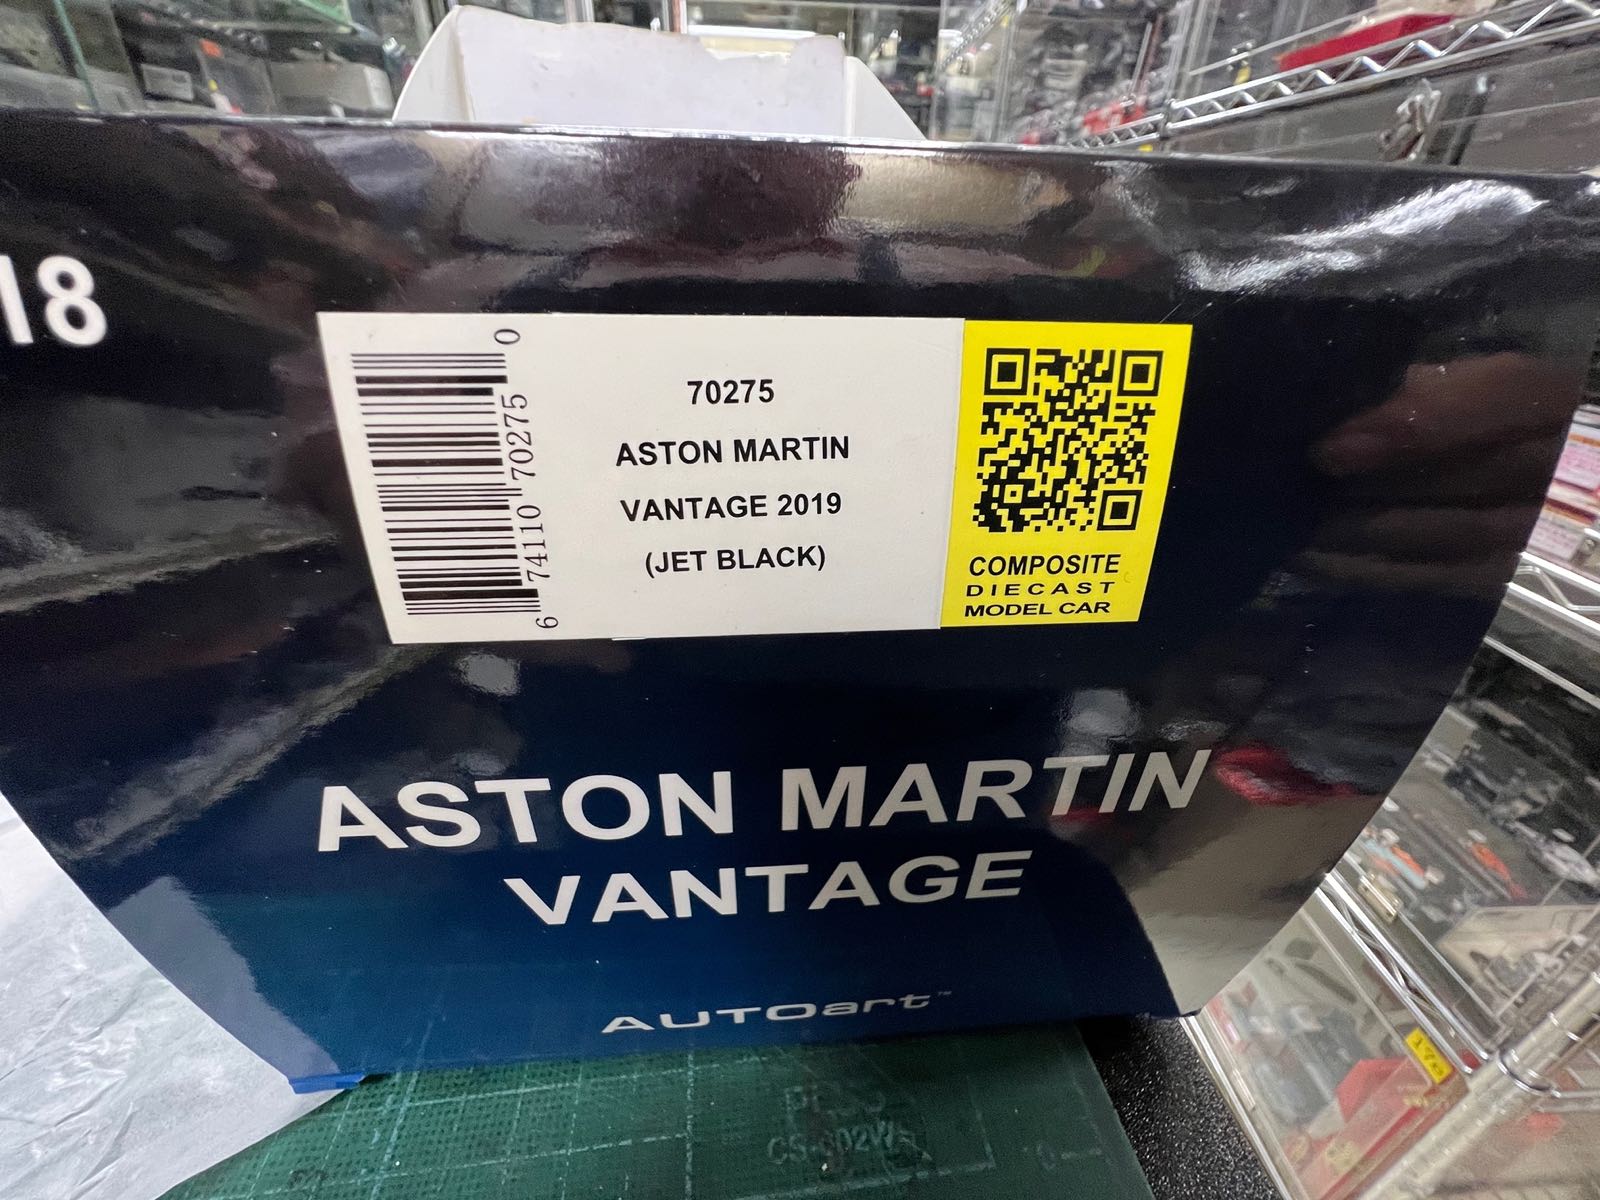 18
6 74110 70275 0
70275
ASTON MARTIN
VANTAGE 2019
(JET BLACK)
COMPOSITE
DIECAST
MODEL CAR
ASTON MARTIN
VANTAGE
AUTOart™